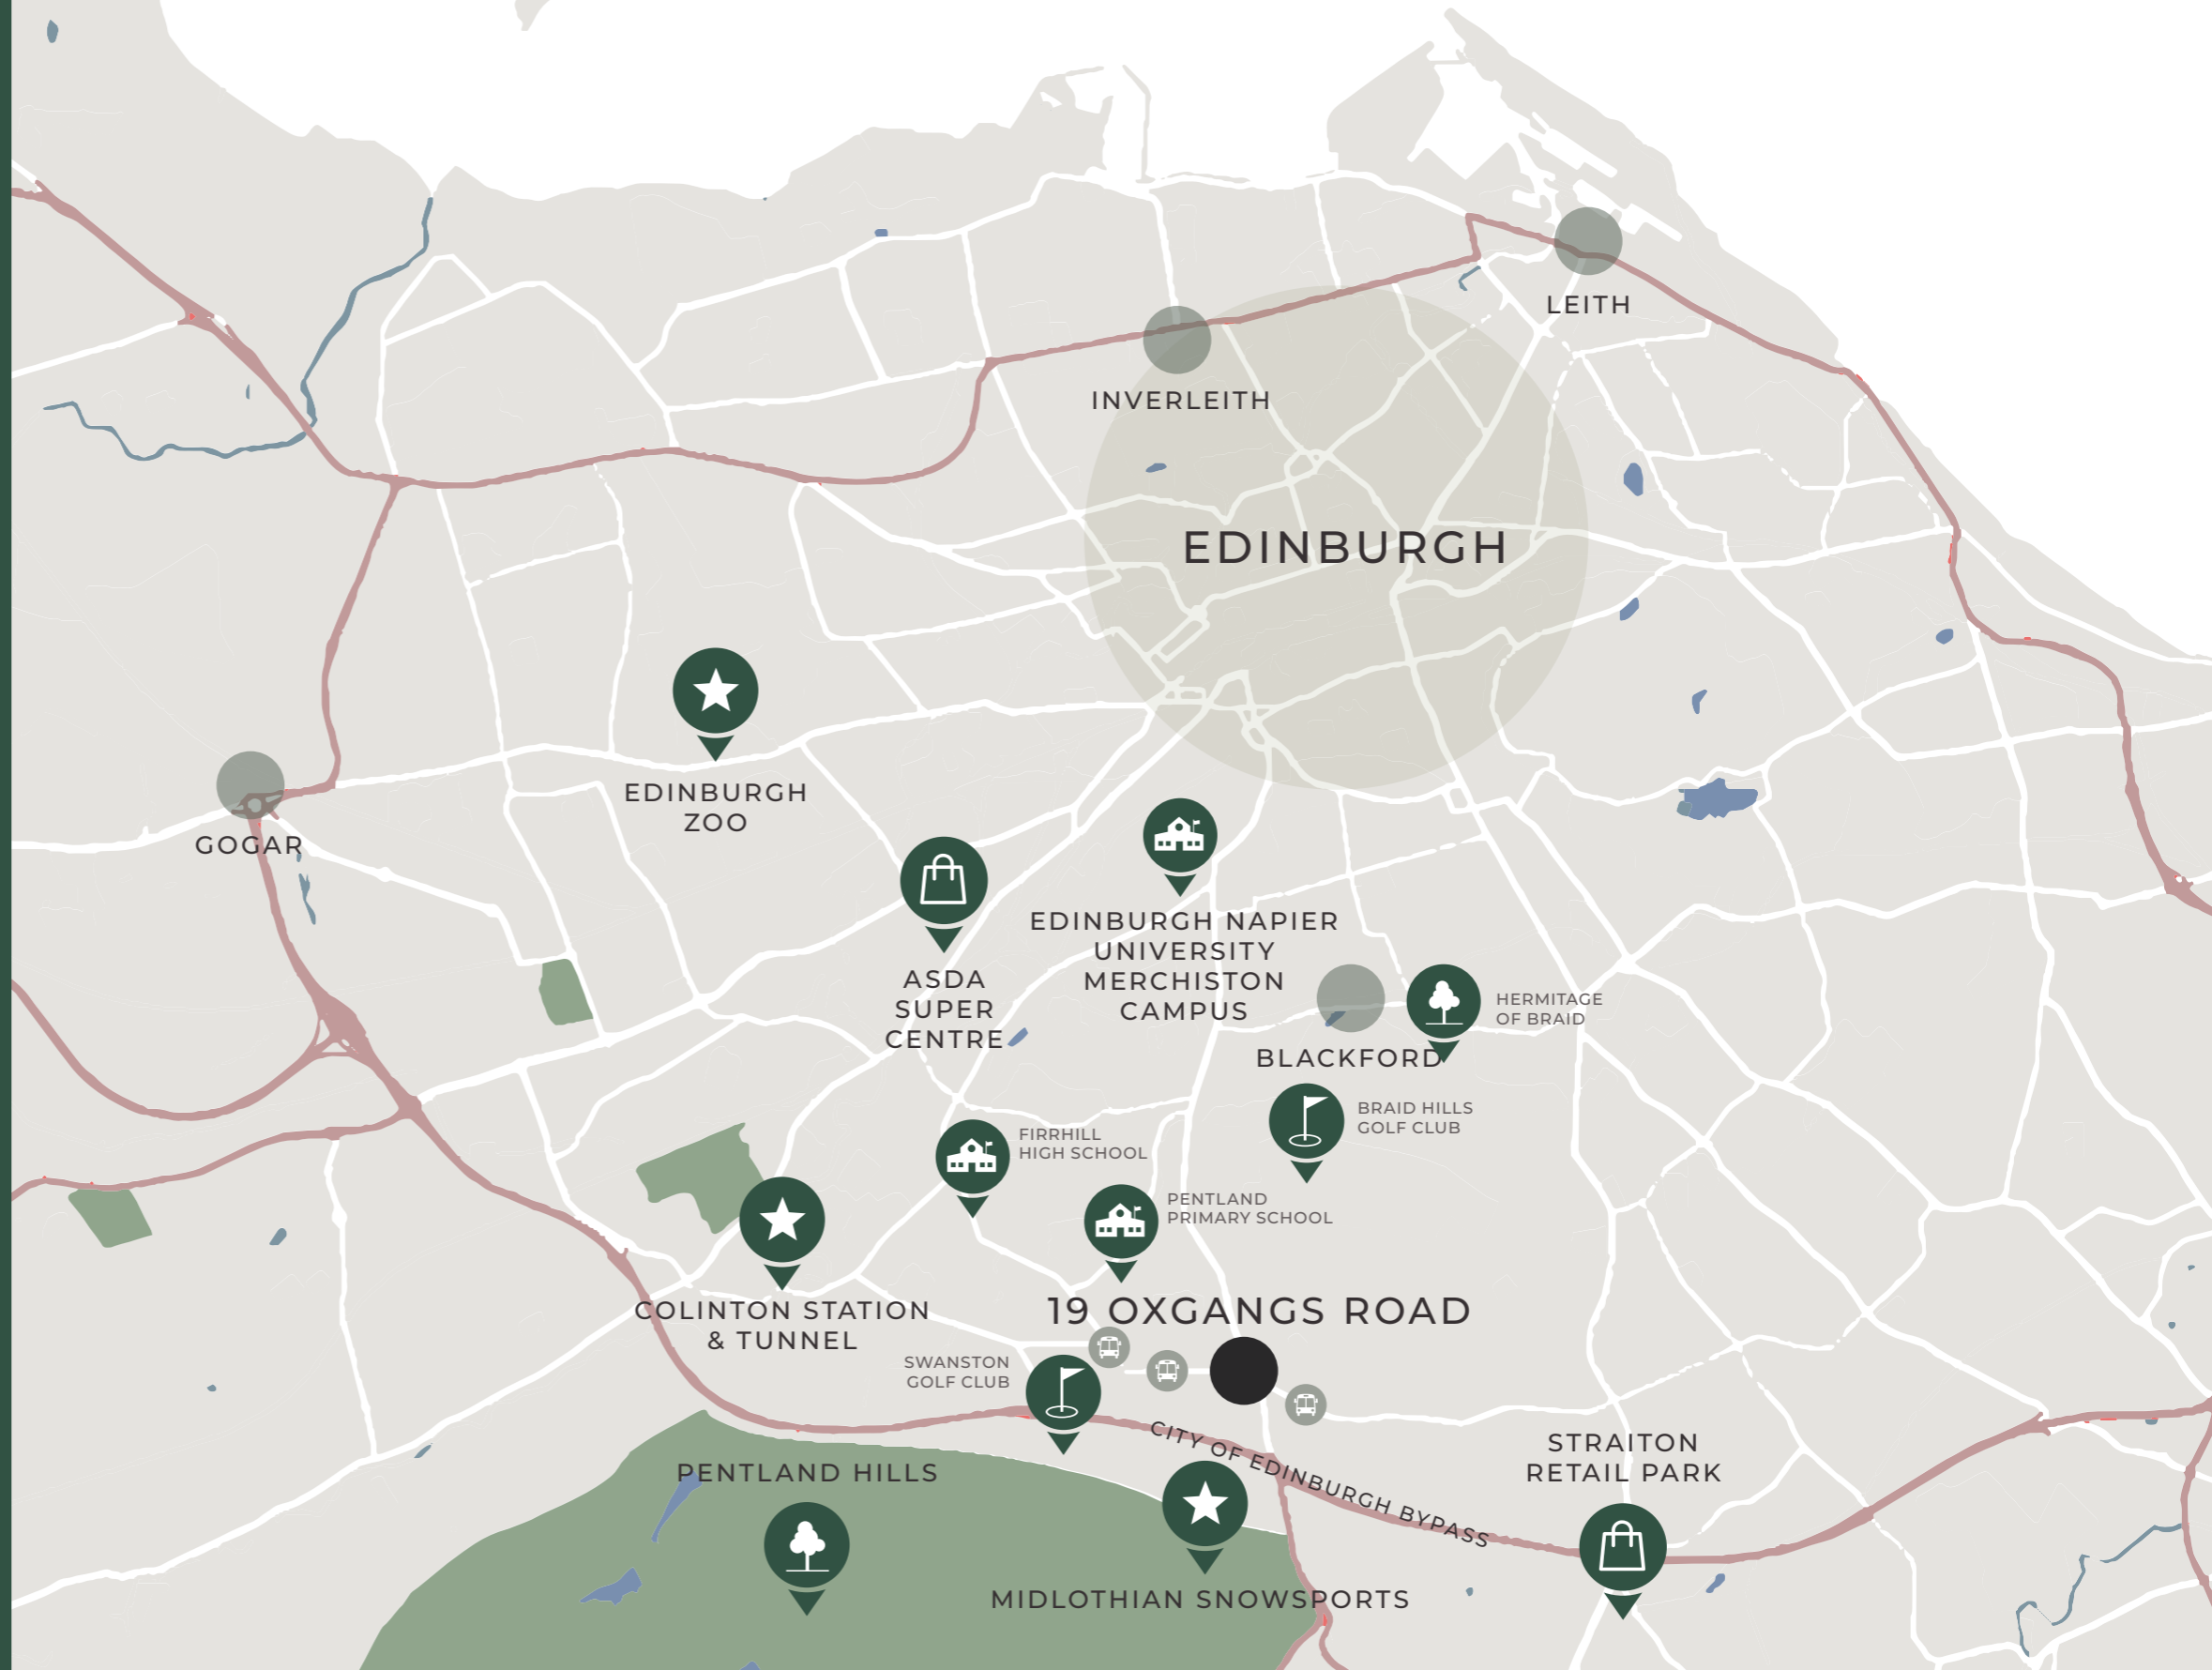 LEITH
INVERLEITH
EDINBURGH
EDINBURGH
ZOO
GOGAR
EDINBURGH NAPIER
UNIVERSITY
MERCHISTON
CAMPUS
ASDA
SUPER
CENTRE
HERMITAGE
OF BRAID
BLACKFORD
BRAID HILLS
GOLF CLUB
FIRRHILL
HIGH SCHOOL
PENTLAND
PRIMARY SCHOOL
COLINTON STATION
& TUNNEL
19 OXGANGS ROAD
SWANSTON
GOLF CLUB
CITY OF EDINBURGH BYPASS
STRAITON
RETAIL PARK
PENTLAND HILLS
MIDLOTHIAN SNOWSPORTS